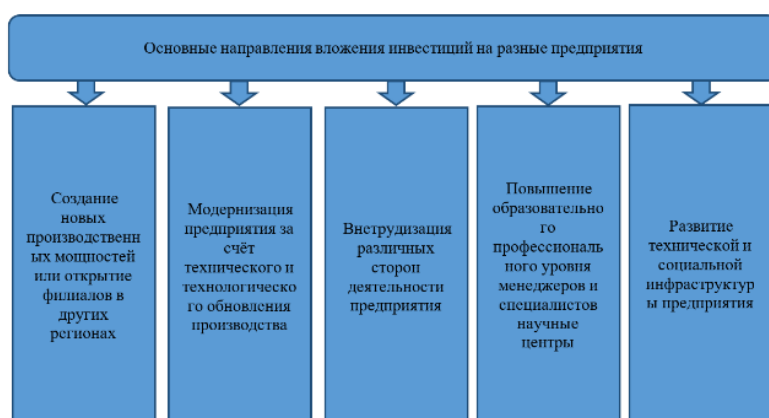 Основные направления вложения инвестиций на разные предприятия
Создание
новых
производственн
ых мощностей
или открытие
филиалов в
других
регионах
Модернизация
предприятия за
счёт
технического и
технологическо
го обновления
производства
Внетрудизация
различных
сторон
деятельности
предприятия
Повышение
образовательно
го
профессиональ
ного уровня
менеджеров и
специалистов
научные
центры
Развитие
технической и
социальной
инфраструктур
ы предприятия